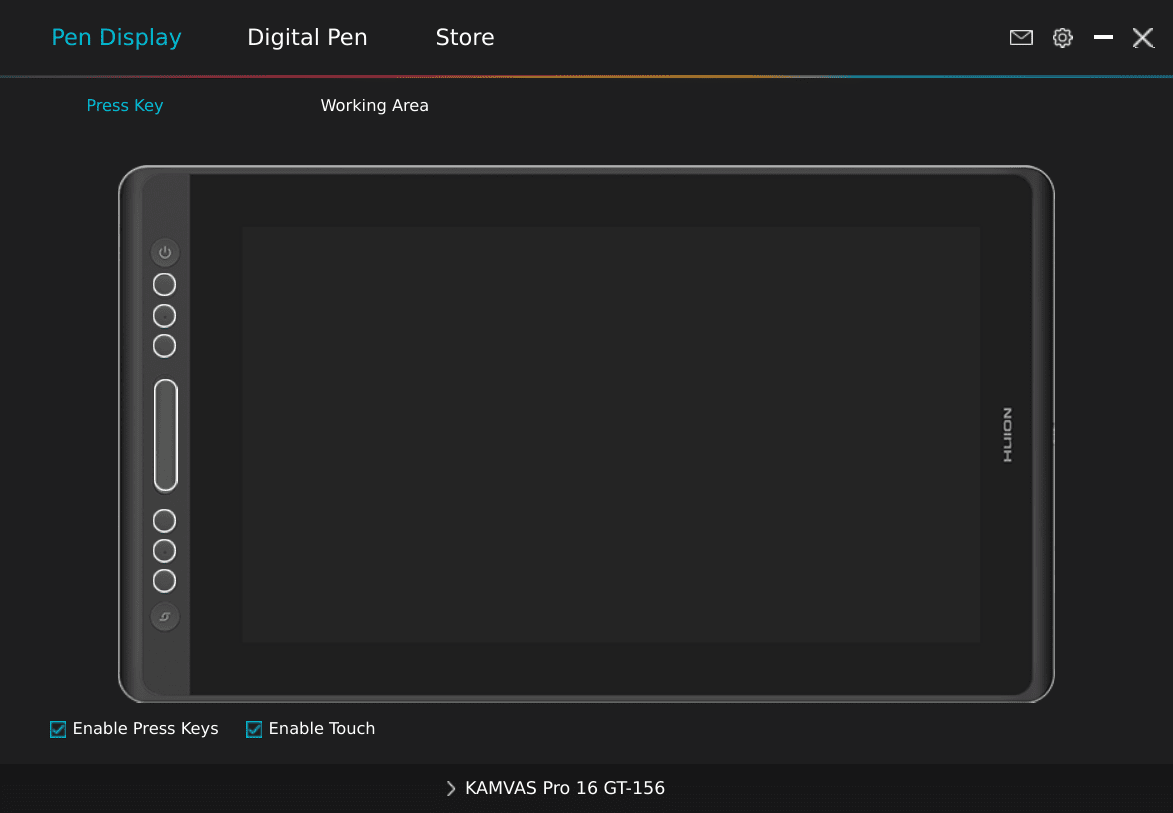 Pen Display Digital Pen Store
Press Key Working Area
HUION
Enable Press Keys Enable Touch
KAMVAS Pro 16 GT-156